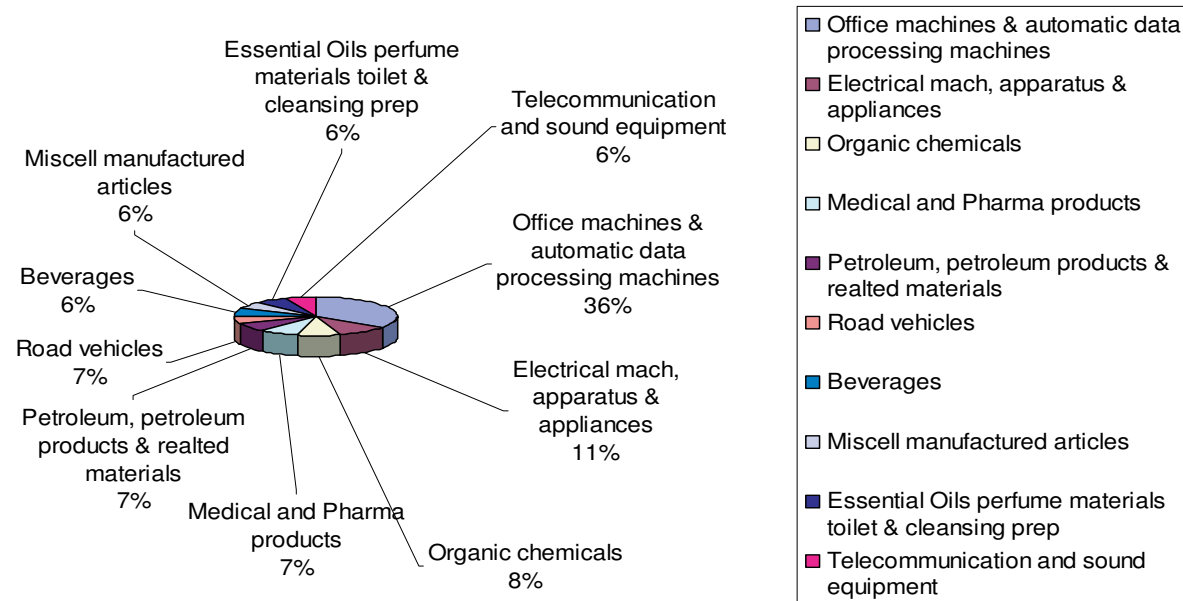 Essential Oils perfume
materials toilet &
cleansing prep
6%
Telecommunication
and sound equipment
6%
Miscell manufactured
articles
6%
Office machines &
automatic data
processing machines
36%
Beverages
6%
Road vehicles
7%
Electrical mach,
apparatus &
appliances
11%
Petroleum, petroleum
products & realted
materials
7%
Medical and Pharma
products
7%
Organic chemicals
8%
Office machines & automatic data
processing machines
Electrical mach, apparatus &
appliances
Organic chemicals
Medical and Pharma products
Petroleum, petroleum products &
realted materials
Road vehicles
Beverages
Miscell manufactured articles
Essential Oils perfume materials
toilet & cleansing prep
Telecommunication and sound
equipment